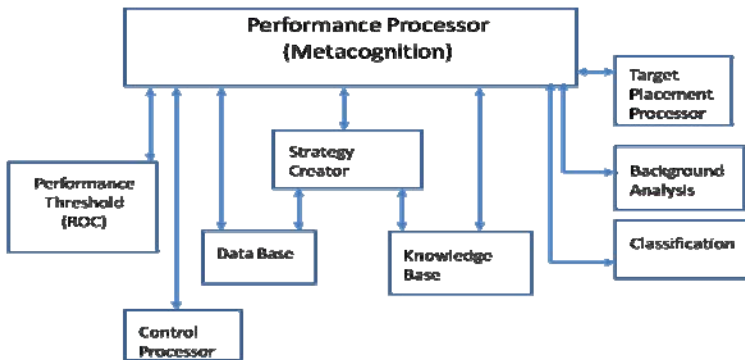 Performance Processor
(Metacognition)
Target
Placement
Processor
Strategy
Creator
Performance
Threshold
(ROC)
Background
Analysis
Data Base
Knowledge
Base
Classification
Control
Processor